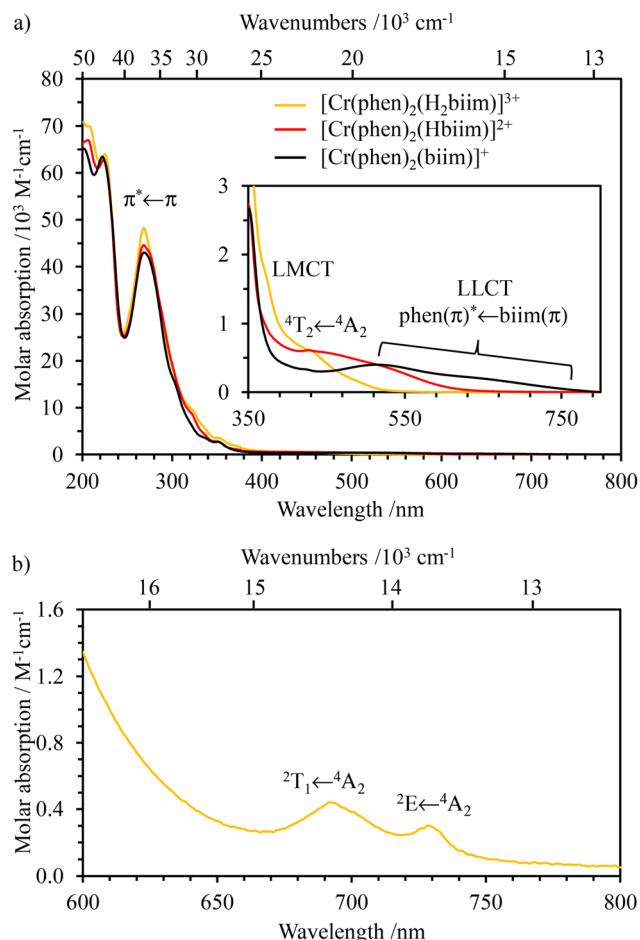 a)
Wavenumbers /10³ cm⁻¹
50 40 35 30 25 20 15 13
80
70
60
50
40
30
20
10
0
Molar absorption /10³ M⁻¹cm⁻¹
[Cr(phen)₂(H₂biim)]³⁺
[Cr(phen)₂(Hbiim)]²⁺
[Cr(phen)₂(biim)]⁺
π*←π
3
2
1
0
LMCT
⁴T₂←⁴A₂
LLCT
phen(π)*←biim(π)
350 550 750
200 300 400 500 600 700 800
Wavelength /nm
b)
Wavenumbers /10³ cm⁻¹
16 15 14 13
1.6
1.2
0.8
0.4
0.0
Molar absorption / M⁻¹cm⁻¹
²T₁←⁴A₂
²E←⁴A₂
600 650 700 750 800
Wavelength /nm